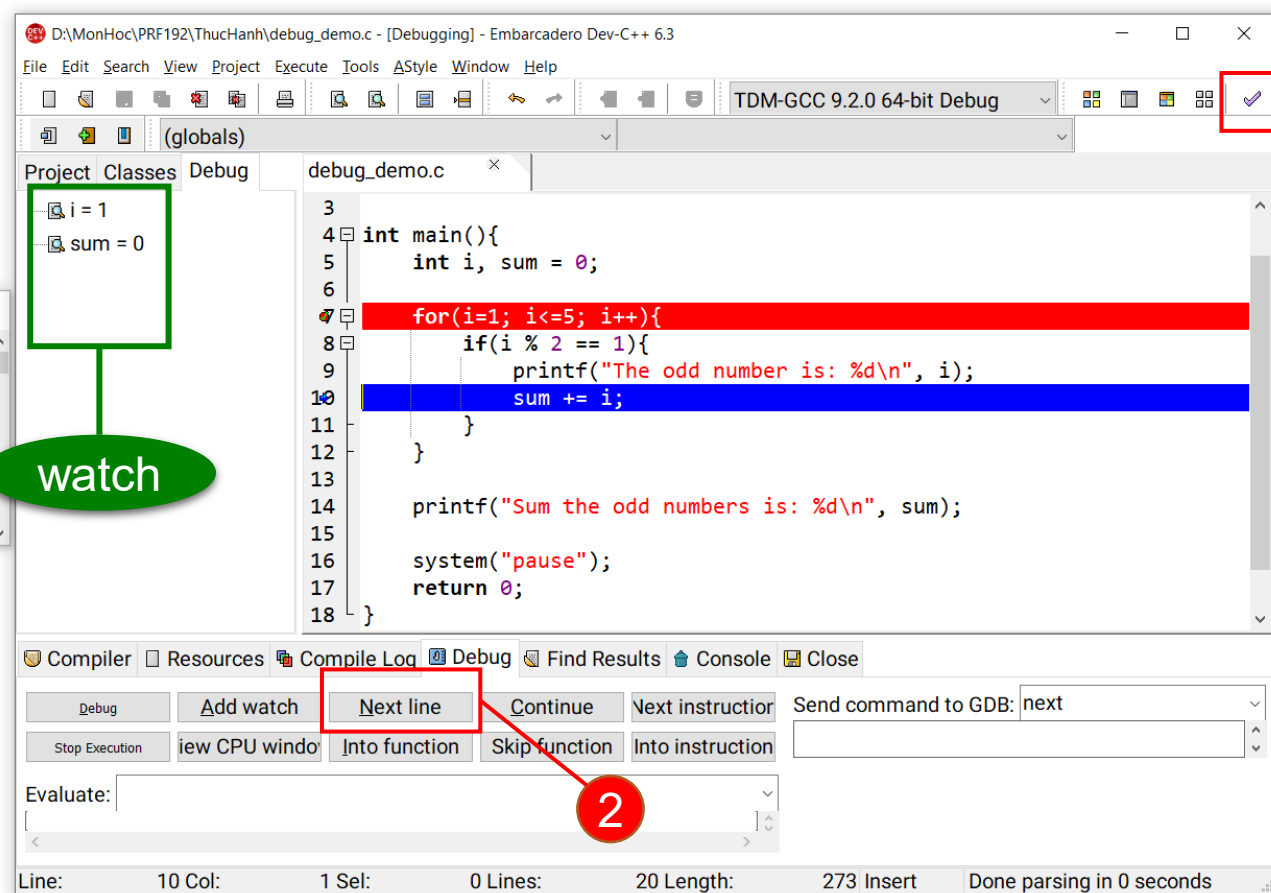 D:\MonHoc\PRF192\ThucHanh\debug_demo.c - [Debugging] - Embarcadero Dev-C++ 6.3
File Edit Search View Project Execute Tools AStyle Window Help
TDM-GCC 9.2.0 64-bit Debug
(globals)
Project Classes Debug
debug_demo.c
i = 1
sum = 0
watch
3
4 int main(){
5 int i, sum = 0;
6
7 for(i=1; i<=5; i++){
8 if(i % 2 == 1){
9 printf("The odd number is: %d\n", i);
10 sum += i;
11 }
12 }
13
14 printf("Sum the odd numbers is: %d\n", sum);
15
16 system("pause");
17 return 0;
18 }
Compiler Resources Compile Log Debug Find Results Console Close
Debug Add watch Next line Continue Next instruction Send command to GDB: next
Stop Execution iew CPU windo Into function Skip function Into instruction
Evaluate:
2
Line: 10 Col: 1 Sel: 0 Lines: 20 Length: 273 Insert Done parsing in 0 seconds